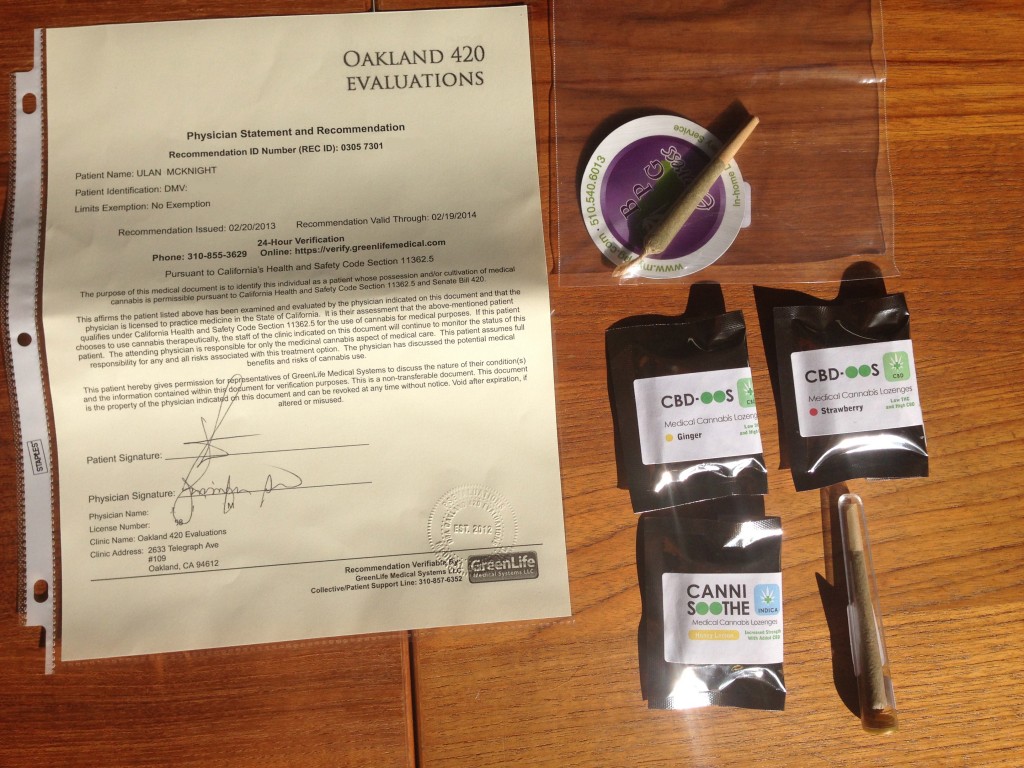 OAKLAND 420
EVALUATIONS
Physician Statement and Recommendation
Recommendation ID Number (REC ID): 0305 7301
Patient Name: ULAN MCKNIGHT
Patient Identification: DMV:
Limits Exemption: No Exemption
Recommendation Issued: 02/20/2013 Recommendation Valid Through: 02/19/2014
24-Hour Verification
Phone: 310-855-3629 Online: https://verify.greenlifemedical.com
Pursuant to California's Health and Safety Code Section 11362.5
The purpose of this medical document is to identify this individual as a patient whose possession and/or cultivation of medical
cannabis is permissible pursuant to California Health and Safety Code Section 11362.5 and Senate Bill 420.
This affirms the patient listed above has been examined and evaluated by the physician indicated on this document and that the
physician is licensed to practice medicine in the State of California. It is their assessment that the above-mentioned patient
qualifies under California Health and Safety Code Section 11362.5 for the use of cannabis for medical purposes. If this patient
chooses to use cannabis therapeutically, the staff of the clinic indicated on this document will continue to monitor the status of this
patient. The attending physician is responsible for only the medicinal cannabis aspect of medical care. This patient assumes full
responsibility for any and all risks associated with this treatment option. The physician has discussed the potential medical
benefits and risks of cannabis use.
This patient hereby gives permission for representatives of GreenLife Medical Systems to discuss the nature of their condition(s)
and the information contained within this document for verification purposes. This is a non-transferable document. This document
is the property of the physician indicated on this document and can be revoked at any time without notice. Void after expiration, if
altered or misused.
Patient Signature:
Physician Signature:
Physician Name:
License Number:
Clinic Name: Oakland 420 Evaluations
Clinic Address: 2633 Telegraph Ave
#109
Oakland, CA 94612
EST. 2012
Recommendation Verifiable by
GreenLife Medical Systems LLC.
Collective/Patient Support Line: 310-857-6352
GreenLife
Medical Systems LLC
STAPLES
510.540.6013
in-home
Service
CBD-OOS
Medical Cannabis Lozeng
Ginger
CBD-OOS
CBD
Medical Cannabis Lozenges
Strawberry
Low THC
and High CBD
CANNI
SOOTHE
INDICA
Medical Cannabis Lozenges
Honey Lemon
Increased Strength
With Added CBD